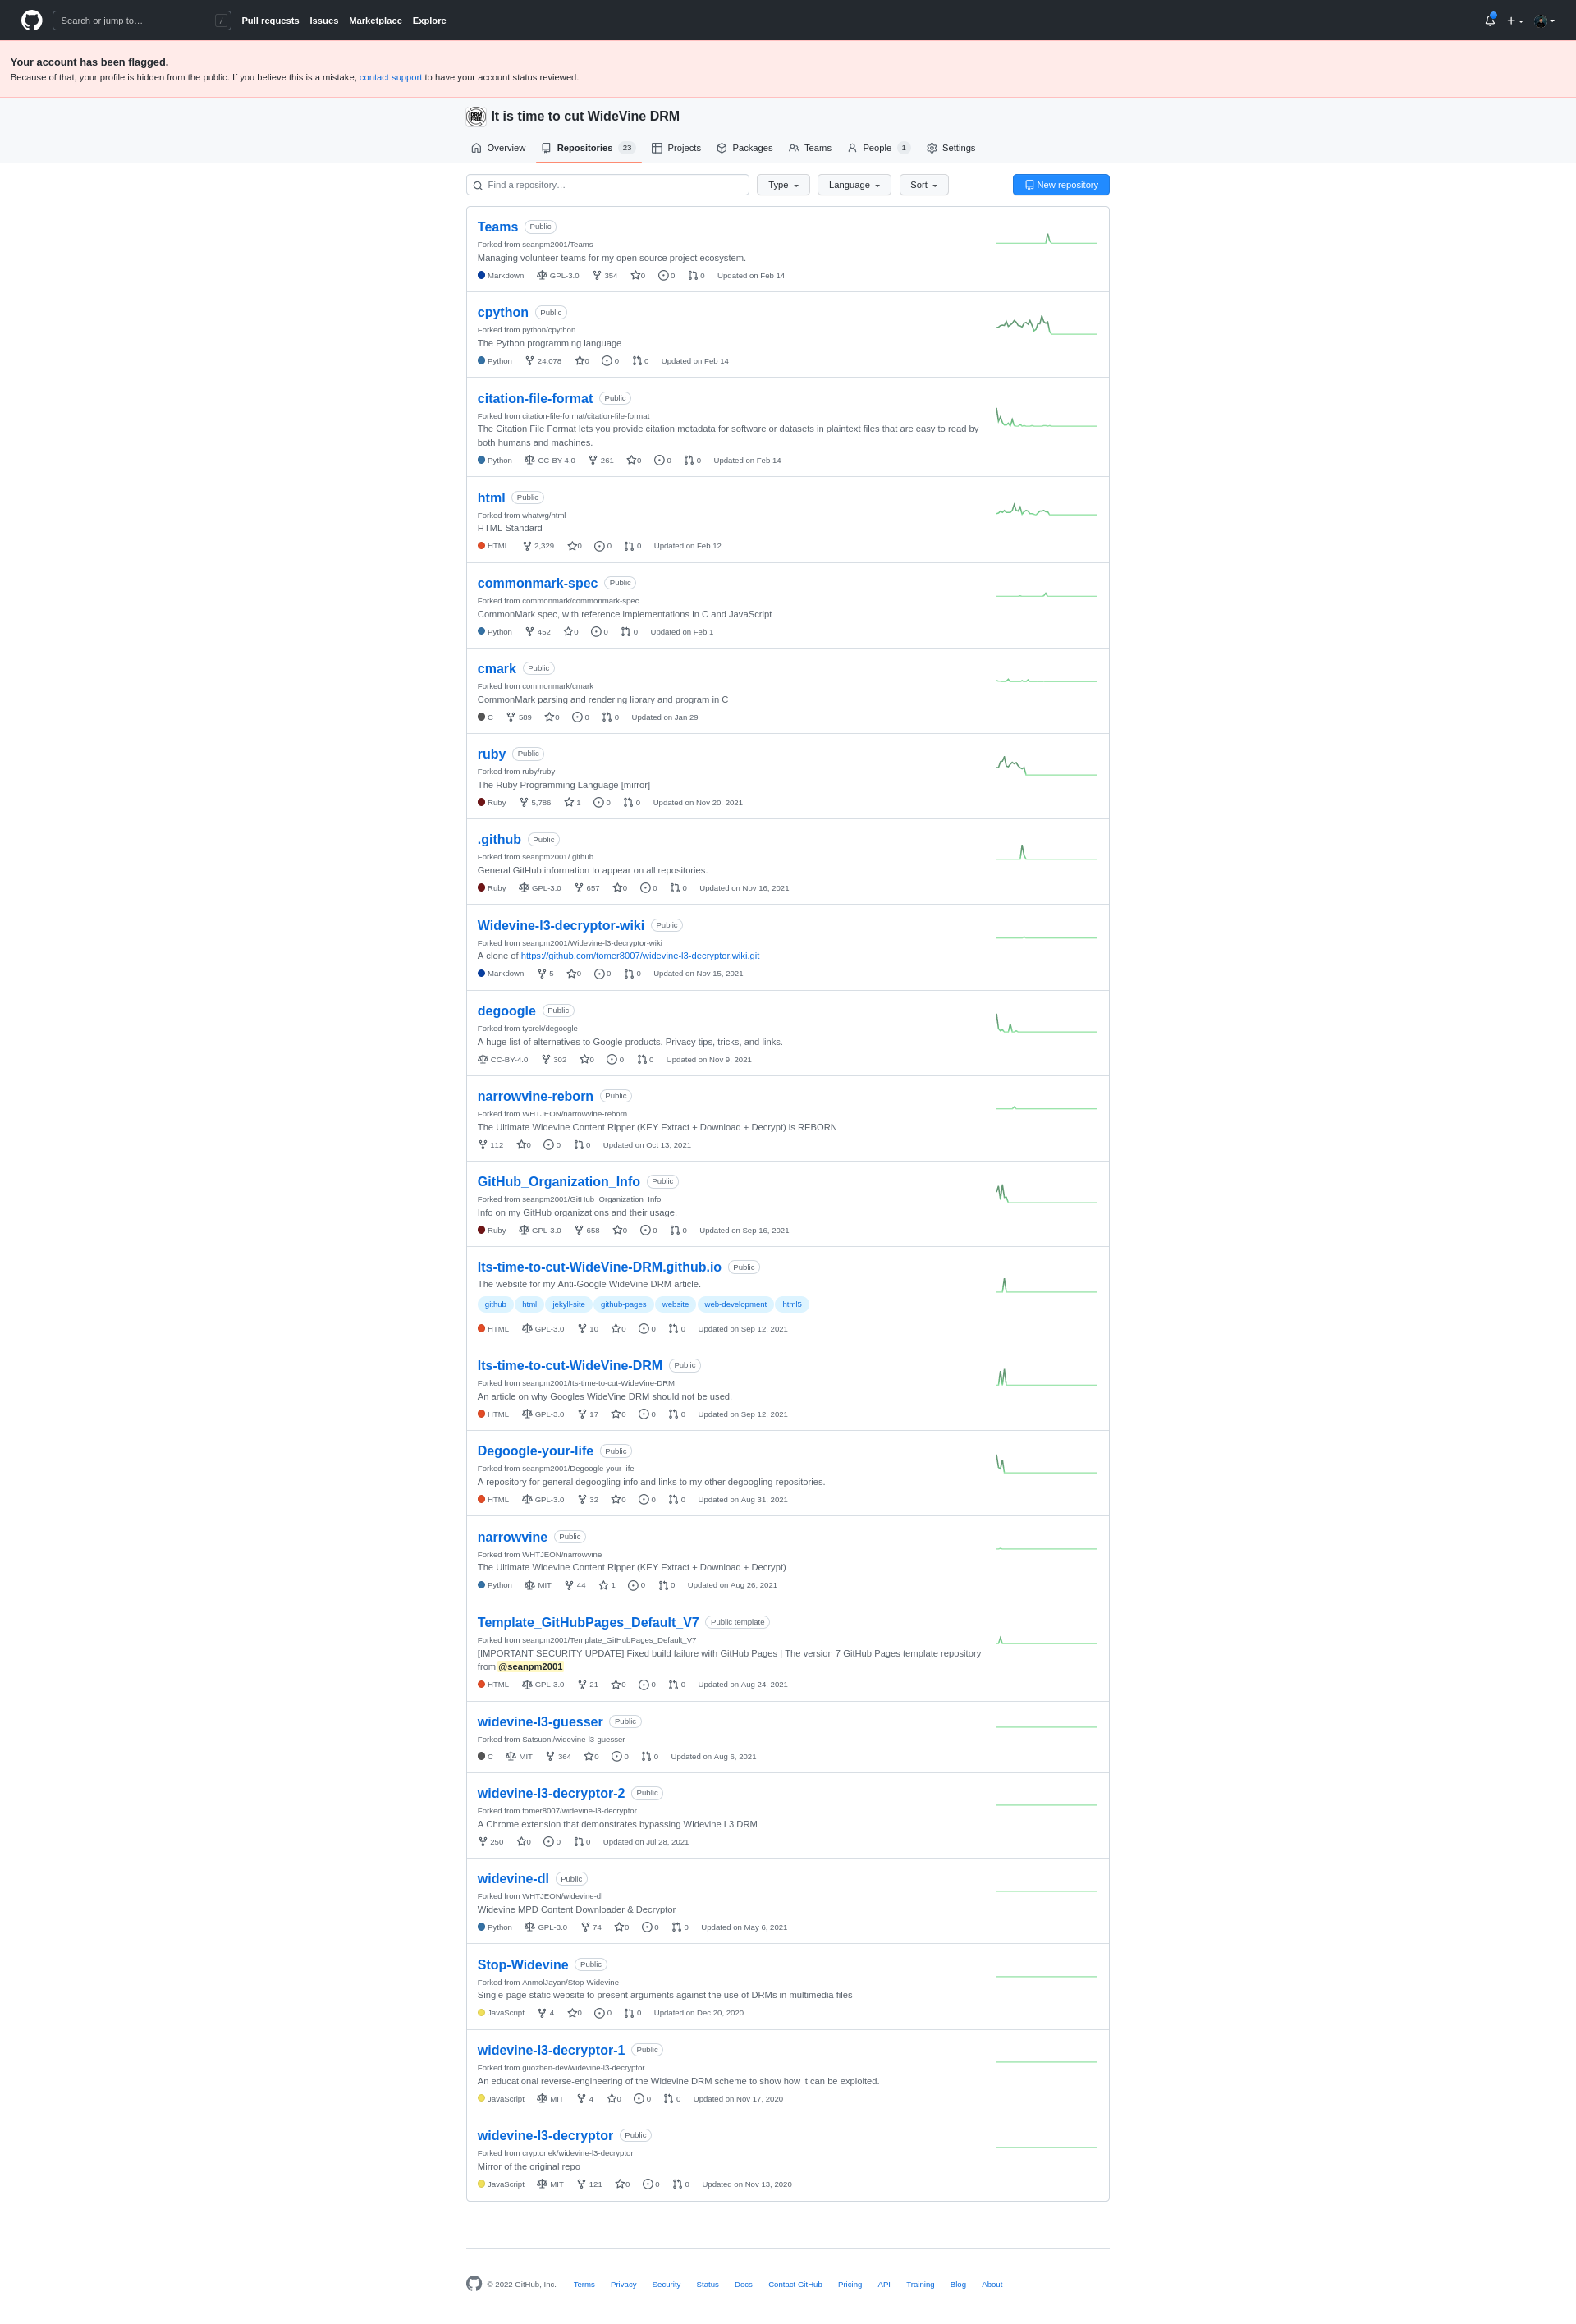 Search or jump to… /
Pull requests Issues Marketplace Explore
Your account has been flagged.
Because of that, your profile is hidden from the public. If you believe this is a mistake, contact support to have your account status reviewed.
DRM FREE It is time to cut WideVine DRM
Overview Repositories 23 Projects Packages Teams People 1 Settings
Find a repository… Type Language Sort New repository
Teams Public
Forked from seanpm2001/Teams
Managing volunteer teams for my open source project ecosystem.
Markdown GPL-3.0 354 0 0 0 Updated on Feb 14
cpython Public
Forked from python/cpython
The Python programming language
Python 24,078 0 0 0 Updated on Feb 14
citation-file-format Public
Forked from citation-file-format/citation-file-format
The Citation File Format lets you provide citation metadata for software or datasets in plaintext files that are easy to read by
both humans and machines.
Python CC-BY-4.0 261 0 0 0 Updated on Feb 14
html Public
Forked from whatwg/html
HTML Standard
HTML 2,329 0 0 0 Updated on Feb 12
commonmark-spec Public
Forked from commonmark/commonmark-spec
CommonMark spec, with reference implementations in C and JavaScript
Python 452 0 0 0 Updated on Feb 1
cmark Public
Forked from commonmark/cmark
CommonMark parsing and rendering library and program in C
C 589 0 0 0 Updated on Jan 29
ruby Public
Forked from ruby/ruby
The Ruby Programming Language [mirror]
Ruby 5,786 1 0 0 Updated on Nov 20, 2021
.github Public
Forked from seanpm2001/.github
General GitHub information to appear on all repositories.
Ruby GPL-3.0 657 0 0 0 Updated on Nov 16, 2021
Widevine-l3-decryptor-wiki Public
Forked from seanpm2001/Widevine-l3-decryptor-wiki
A clone of https://github.com/tomer8007/widevine-l3-decryptor.wiki.git
Markdown 5 0 0 0 Updated on Nov 15, 2021
degoogle Public
Forked from tycrek/degoogle
A huge list of alternatives to Google products. Privacy tips, tricks, and links.
CC-BY-4.0 302 0 0 0 Updated on Nov 9, 2021
narrowvine-reborn Public
Forked from WHTJEON/narrowvine-reborn
The Ultimate Widevine Content Ripper (KEY Extract + Download + Decrypt) is REBORN
112 0 0 0 Updated on Oct 13, 2021
GitHub_Organization_Info Public
Forked from seanpm2001/GitHub_Organization_Info
Info on my GitHub organizations and their usage.
Ruby GPL-3.0 658 0 0 0 Updated on Sep 16, 2021
Its-time-to-cut-WideVine-DRM.github.io Public
The website for my Anti-Google WideVine DRM article.
github html jekyll-site github-pages website web-development html5
HTML GPL-3.0 10 0 0 0 Updated on Sep 12, 2021
Its-time-to-cut-WideVine-DRM Public
Forked from seanpm2001/Its-time-to-cut-WideVine-DRM
An article on why Googles WideVine DRM should not be used.
HTML GPL-3.0 17 0 0 0 Updated on Sep 12, 2021
Degoogle-your-life Public
Forked from seanpm2001/Degoogle-your-life
A repository for general degoogling info and links to my other degoogling repositories.
HTML GPL-3.0 32 0 0 0 Updated on Aug 31, 2021
narrowvine Public
Forked from WHTJEON/narrowvine
The Ultimate Widevine Content Ripper (KEY Extract + Download + Decrypt)
Python MIT 44 1 0 0 Updated on Aug 26, 2021
Template_GitHubPages_Default_V7 Public template
Forked from seanpm2001/Template_GitHubPages_Default_V7
[IMPORTANT SECURITY UPDATE] Fixed build failure with GitHub Pages | The version 7 GitHub Pages template repository
from @seanpm2001
HTML GPL-3.0 21 0 0 0 Updated on Aug 24, 2021
widevine-l3-guesser Public
Forked from Satsuoni/widevine-l3-guesser
C MIT 364 0 0 0 Updated on Aug 6, 2021
widevine-l3-decryptor-2 Public
Forked from tomer8007/widevine-l3-decryptor
A Chrome extension that demonstrates bypassing Widevine L3 DRM
250 0 0 0 Updated on Jul 28, 2021
widevine-dl Public
Forked from WHTJEON/widevine-dl
Widevine MPD Content Downloader & Decryptor
Python GPL-3.0 74 0 0 0 Updated on May 6, 2021
Stop-Widevine Public
Forked from AnmolJayan/Stop-Widevine
Single-page static website to present arguments against the use of DRMs in multimedia files
JavaScript 4 0 0 0 Updated on Dec 20, 2020
widevine-l3-decryptor-1 Public
Forked from guozhen-dev/widevine-l3-decryptor
An educational reverse-engineering of the Widevine DRM scheme to show how it can be exploited.
JavaScript MIT 4 0 0 0 Updated on Nov 17, 2020
widevine-l3-decryptor Public
Forked from cryptonek/widevine-l3-decryptor
Mirror of the original repo
JavaScript MIT 121 0 0 0 Updated on Nov 13, 2020
© 2022 GitHub, Inc. Terms Privacy Security Status Docs Contact GitHub Pricing API Training Blog About